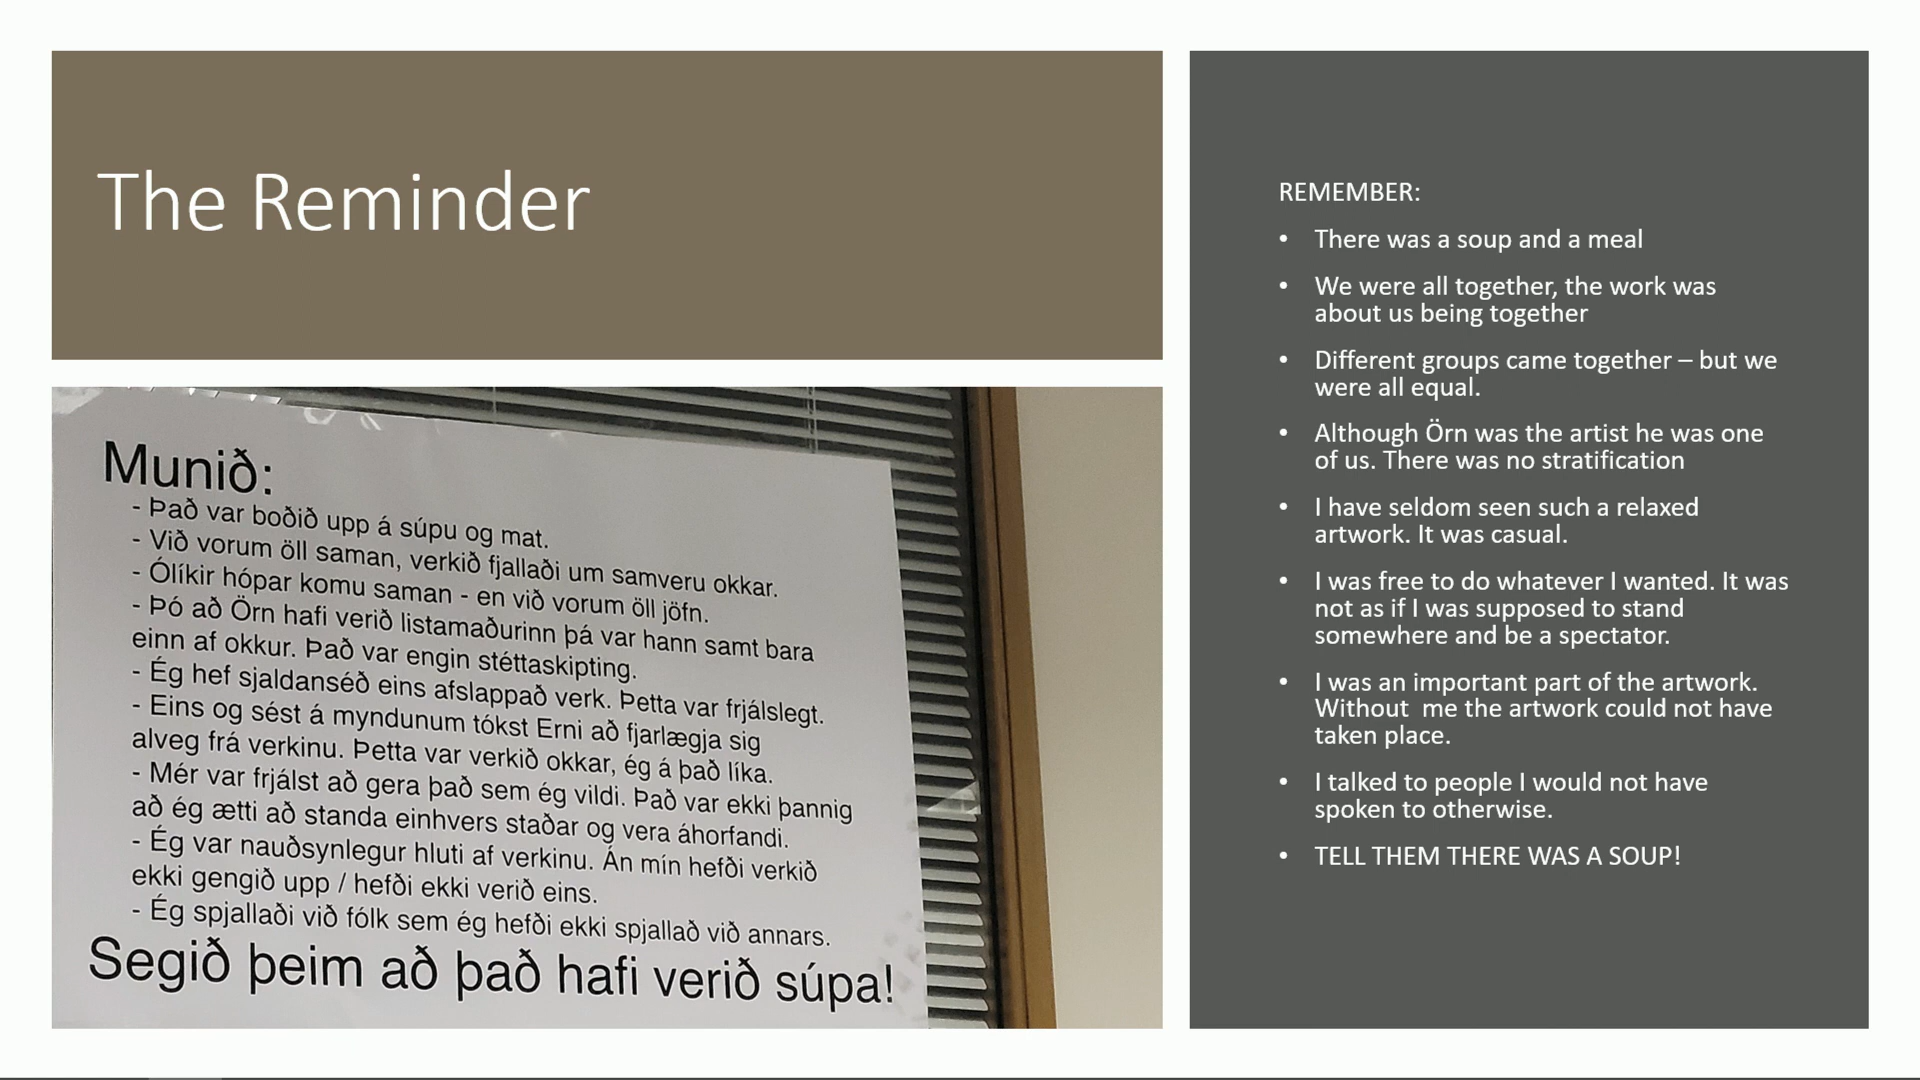 The Reminder
Munið:
- Það var boðið upp á súpu og mat.
- Við vorum öll saman, verkið fjallaði um samveru okkar.
- Ólíkir hópar komu saman - en við vorum öll jöfn.
- Þó að Örn hafi verið listamaðurinn þá var hann samt bara
einn af okkur. Það var engin stéttaskipting.
- Ég hef sjaldanséð eins afslappað verk. Þetta var frjálslegt.
- Eins og sést á myndunum tókst Erni að fjarlægja sig
alveg frá verkinu. Þetta var verkið okkar, ég á það líka.
- Mér var frjálst að gera það sem ég vildi. Það var ekki þannig
að ég ætti að standa einhvers staðar og vera áhorfandi.
- Ég var nauðsynlegur hluti af verkinu. Án mín hefði verkið
ekki gengið upp / hefði ekki verið eins.
- Ég spjallaði við fólk sem ég hefði ekki spjallað við annars.
Segið þeim að það hafi verið súpa!
REMEMBER:
• There was a soup and a meal
• We were all together, the work was
about us being together
• Different groups came together – but we
were all equal.
• Although Örn was the artist he was one
of us. There was no stratification
• I have seldom seen such a relaxed
artwork. It was casual.
• I was free to do whatever I wanted. It was
not as if I was supposed to stand
somewhere and be a spectator.
• I was an important part of the artwork.
Without  me the artwork could not have
taken place.
• I talked to people I would not have
spoken to otherwise.
• TELL THEM THERE WAS A SOUP!